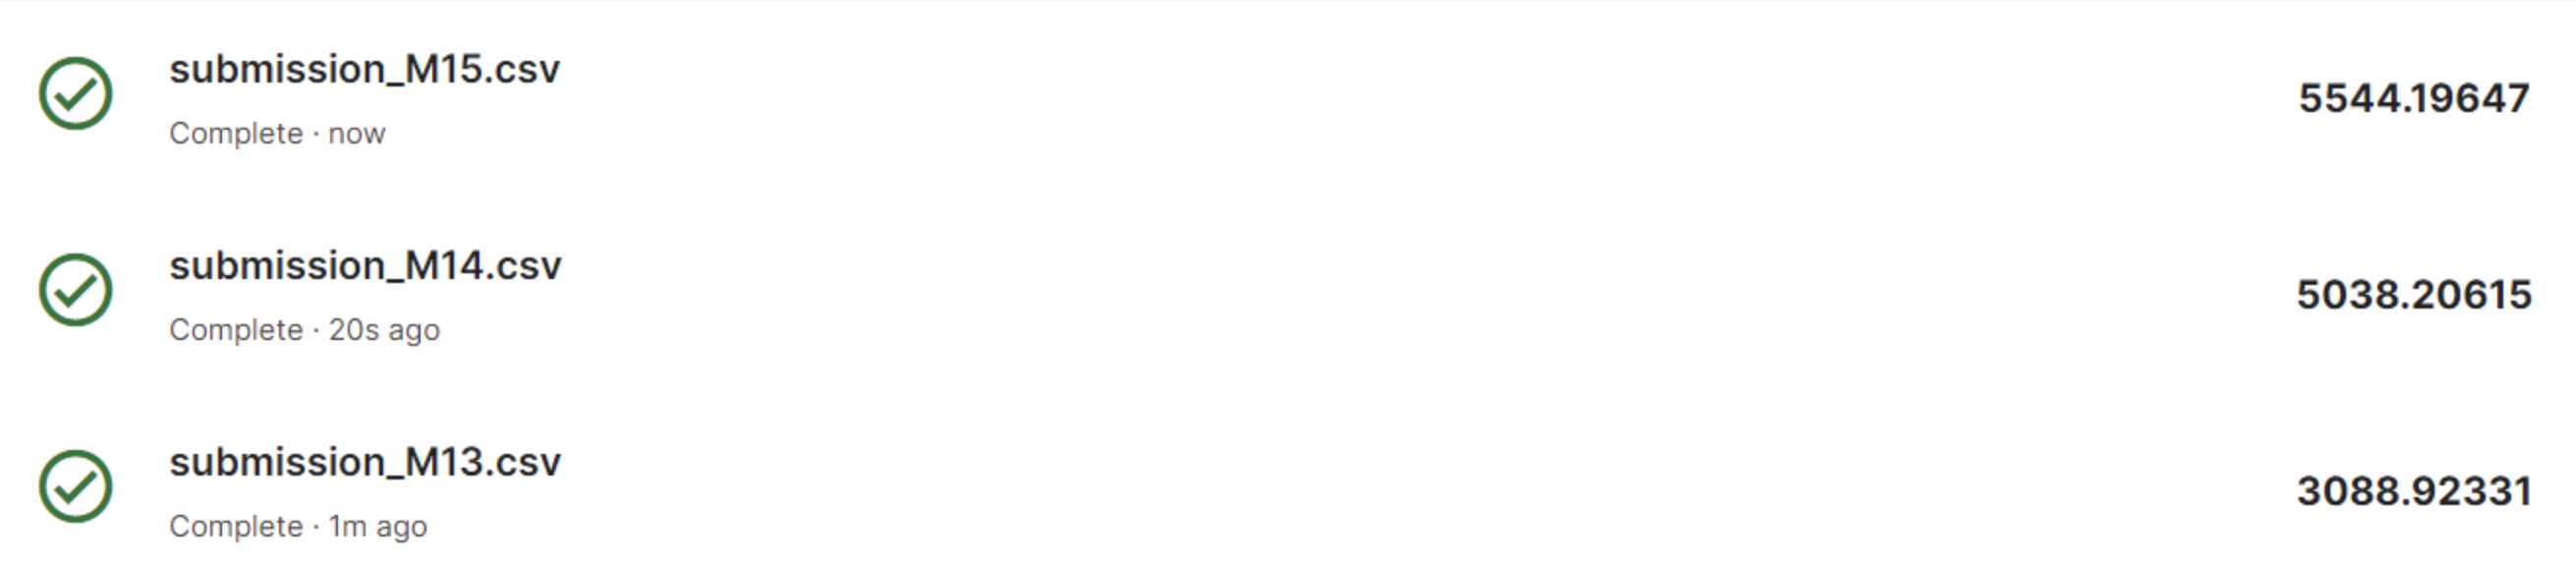 submission_M15.csv
5544.19647
Complete · now
submission_M14.csv
5038.20615
Complete · 20s ago
submission_M13.csv
3088.92331
Complete · 1m ago